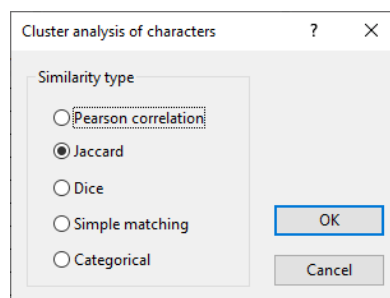 Cluster analysis of characters ? ×
Similarity type
Pearson correlation
Jaccard
Dice
Simple matching
Categorical
OK
Cancel